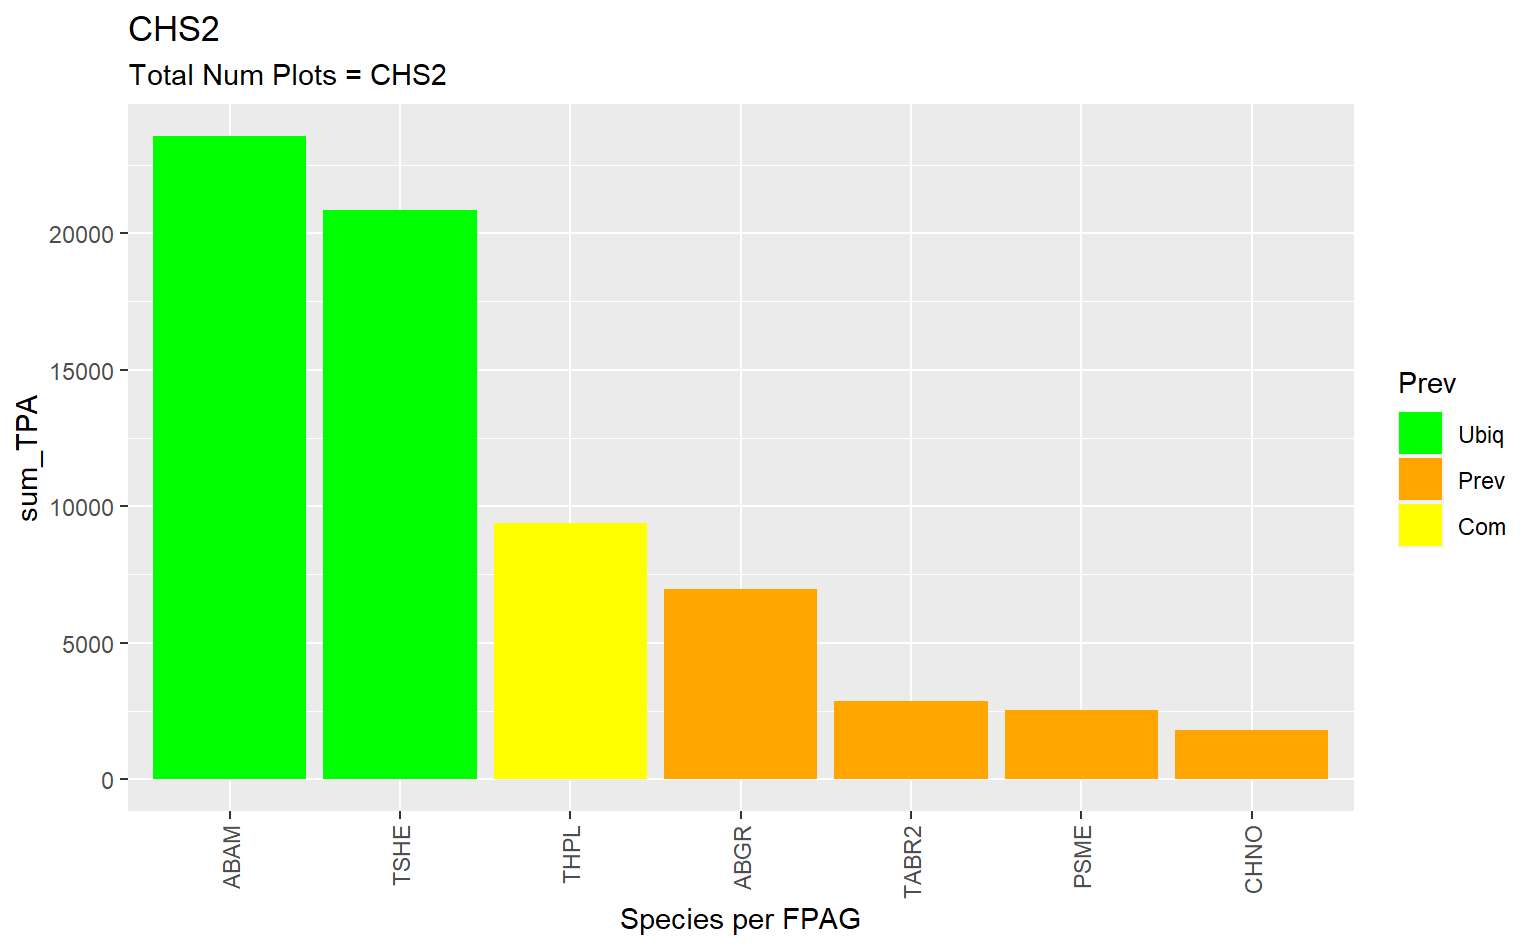 CHS2
Total Num Plots = CHS2
sum_TPA
20000
15000
10000
5000
0
ABAM
TSHE
THPL
ABGR
TABR2
PSME
CHNO
Species per FPAG
Prev
Ubiq
Prev
Com